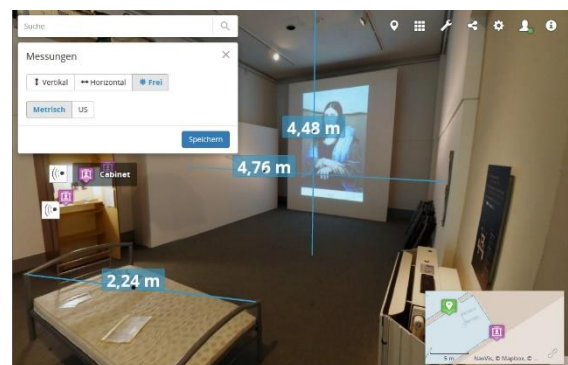 Suche
Messungen
Vertikal
Horizontal
Frei
Metrisch
US
Speichern
4,48 m
4,76 m
Cabinet
2,24 m
5 m
NavVis, © Mapbox, © ...